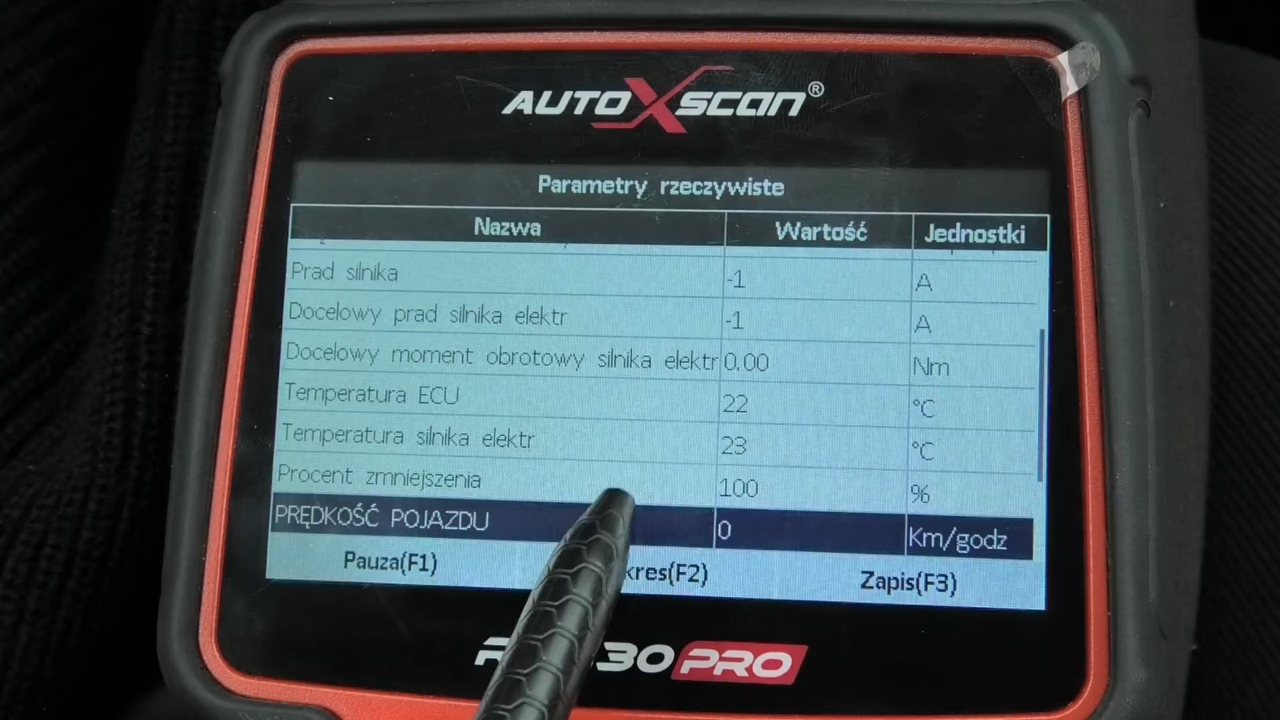 AUTOXSCAN®
Parametry rzeczywiste
Nazwa Wartość Jednostki
Prad silnika -1 A
Docelowy prad silnika elektr -1 A
Docelowy moment obrotowy silnika elektr 0.00 Nm
Temperatura ECU 22 °C
Temperatura silnika elektr. 23 °C
Procent zmniejszenia 100 %
PRĘDKOŚĆ POJAZDU 0 Km/godz
Pauza(F1) (F2) Zapis(F3)
30 PRO